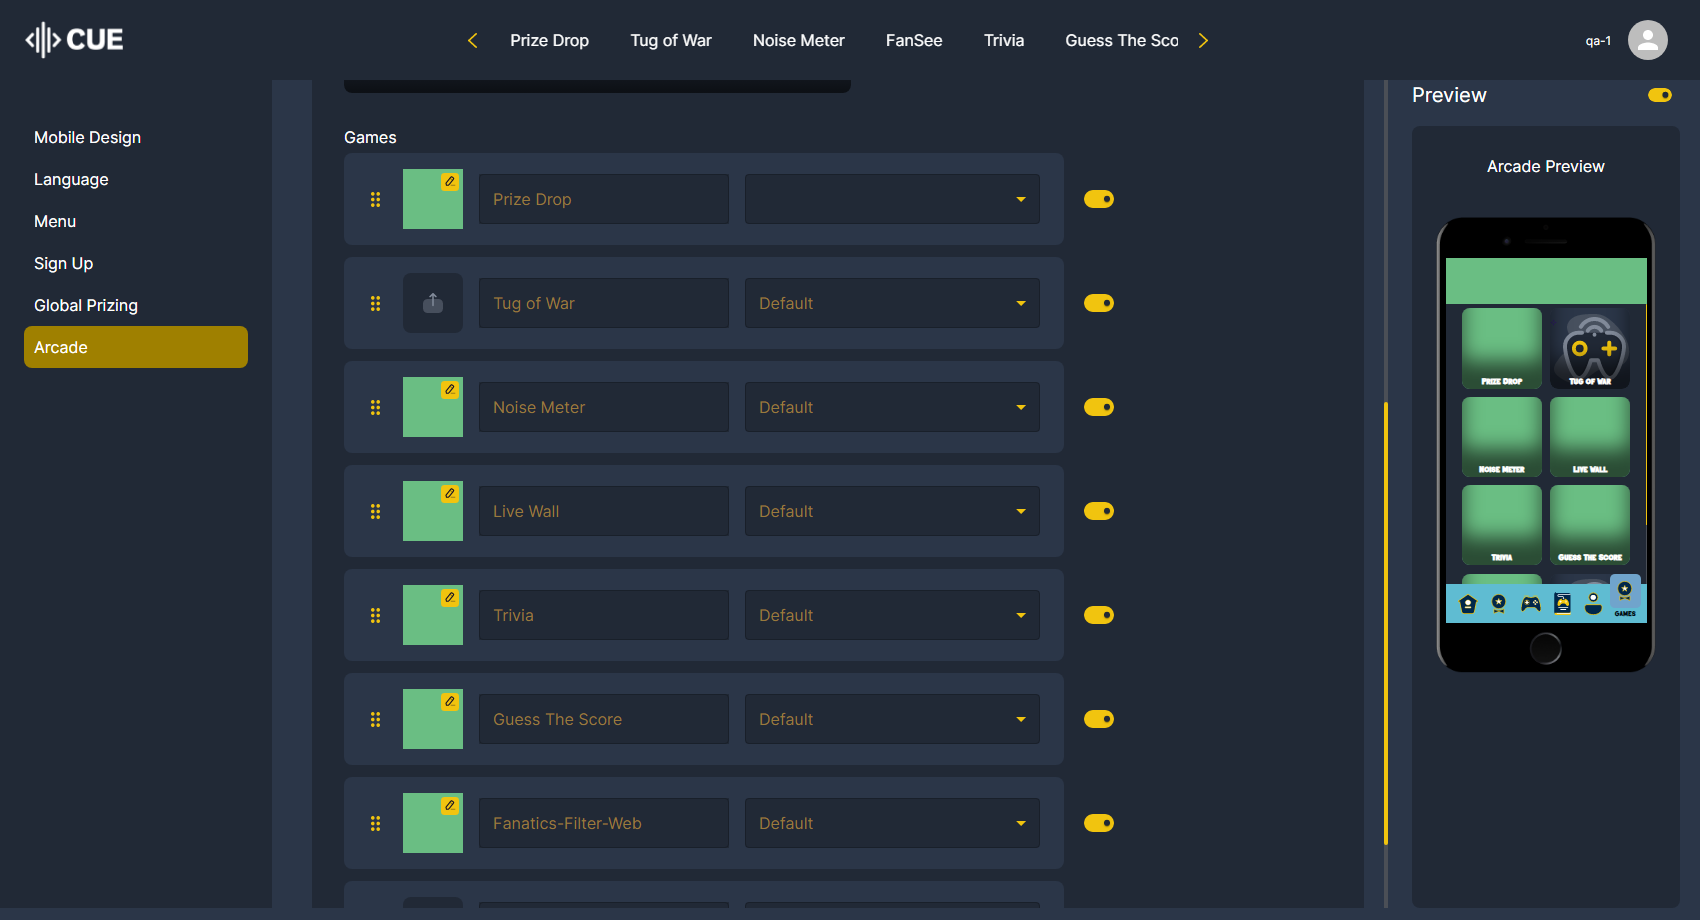 CUE
Prize Drop
Tug of War
Noise Meter
FanSee
Trivia
Guess The Sco
qa-1
Mobile Design
Language
Menu
Sign Up
Global Prizing
Arcade
Games
Prize Drop
Tug of War
Default
Noise Meter
Default
Live Wall
Default
Trivia
Default
Guess The Score
Default
Fanatics-Filter-Web
Default
Preview
Arcade Preview
PRIZE DROP
TUG OF WAR
NOISE METER
LIVE WALL
TRIVIA
GUESS THE SCORE
GAMES